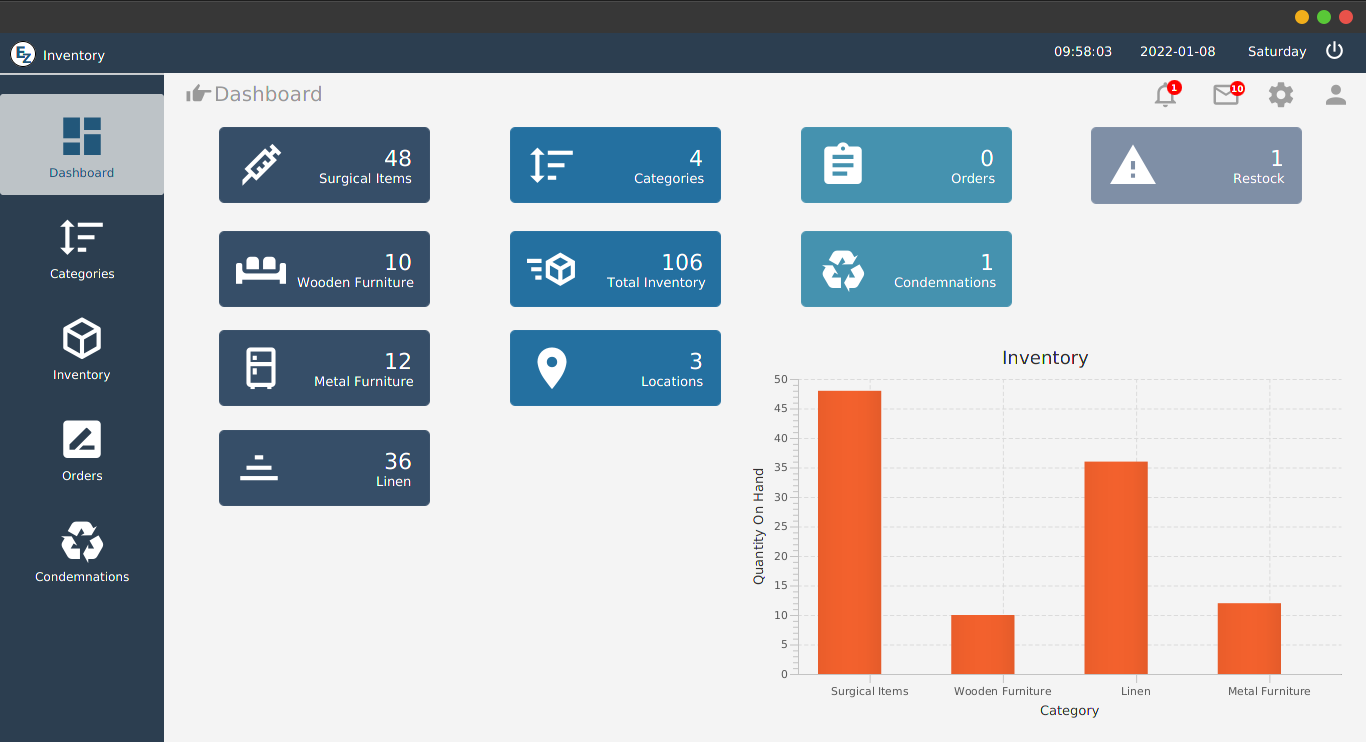 EZ Inventory
09:58:03 2022-01-08 Saturday
Dashboard
1
10
Dashboard
Categories
Inventory
Orders
Condemnations
48
Surgical Items
4
Categories
0
Orders
1
Restock
10
Wooden Furniture
106
Total Inventory
1
Condemnations
12
Metal Furniture
3
Locations
36
Linen
Inventory
Quantity On Hand
50
45
40
35
30
25
20
15
10
5
0
Surgical Items Wooden Furniture Linen Metal Furniture
Category